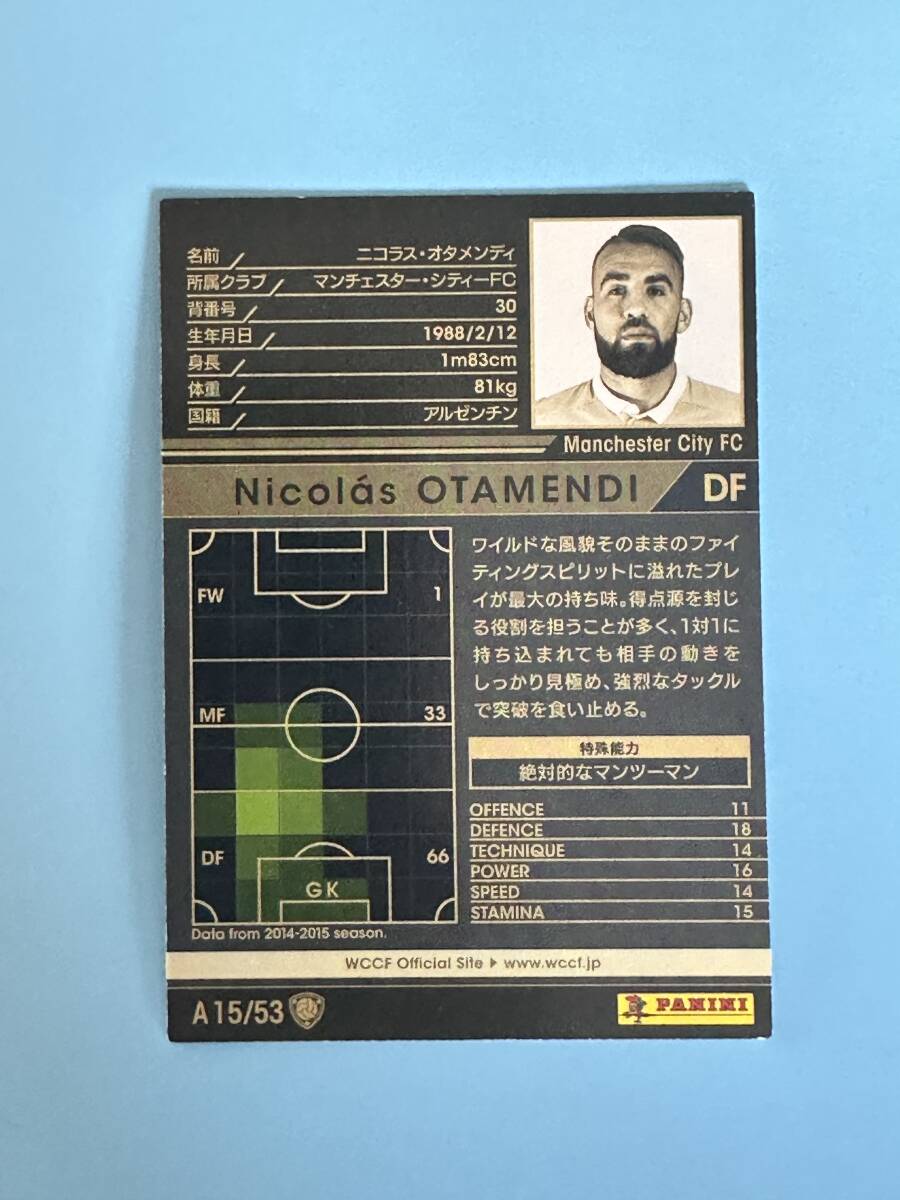 名前 ニコラス・オタメンディ
所属クラブ マンチェスター・シティーFC
背番号 30
生年月日 1988/2/12
身長 1m83cm
体重 81kg
国籍 アルゼンチン
Manchester City FC
Nicolás OTAMENDI DF
FW 1
MF 33
DF 66
GK
Data from 2014-2015 season.
ワイルドな風貌そのままのファイ
ティングスピリットに溢れたプレ
イが最大の持ち味。得点源を封じ
る役割を担うことが多く、1対1に
持ち込まれても相手の動きを
しっかり見極め、強烈なタックル
で突破を食い止める。
特殊能力
絶対的なマンツーマン
OFFENCE 11
DEFENCE 18
TECHNIQUE 14
POWER 16
SPEED 14
STAMINA 15
WCCF Official Site ▶ www.wccf.jp
A15/53
PANINI